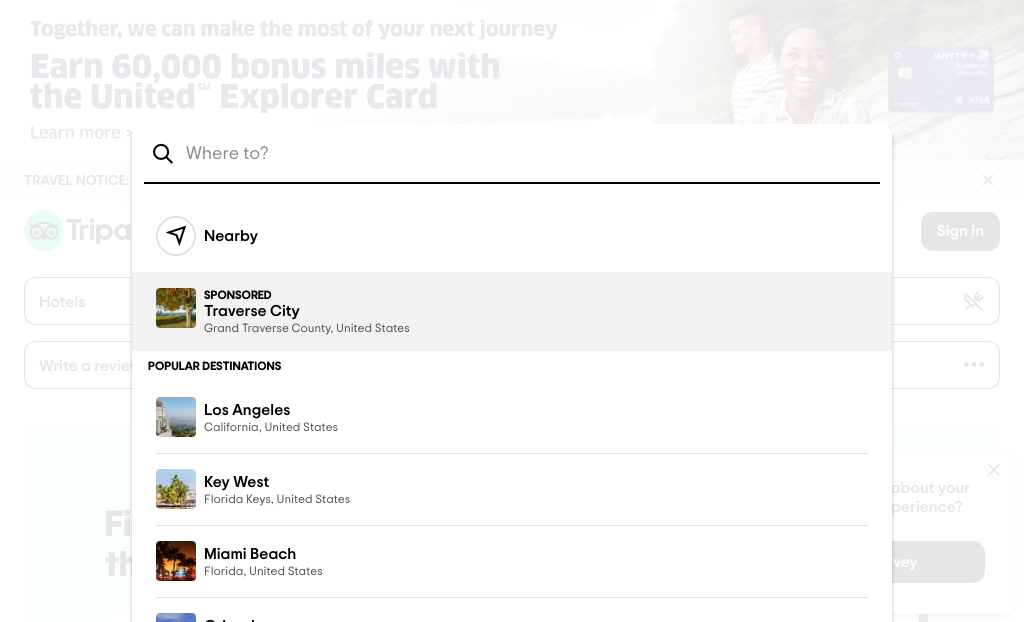 Together, we can make the most of your next journey
Earn 60,000 bonus miles with
the United℠ Explorer Card
Learn more >
UNITED
Explorer
VISA
Where to?
TRAVEL NOTICE:
Tripa
Sign in
Nearby
Hotels
SPONSORED
Traverse City
Grand Traverse County, United States
Write a review
POPULAR DESTINATIONS
Los Angeles
California, United States
Key West
Florida Keys, United States
about your
perience?
Fi
th
Miami Beach
Florida, United States
vey